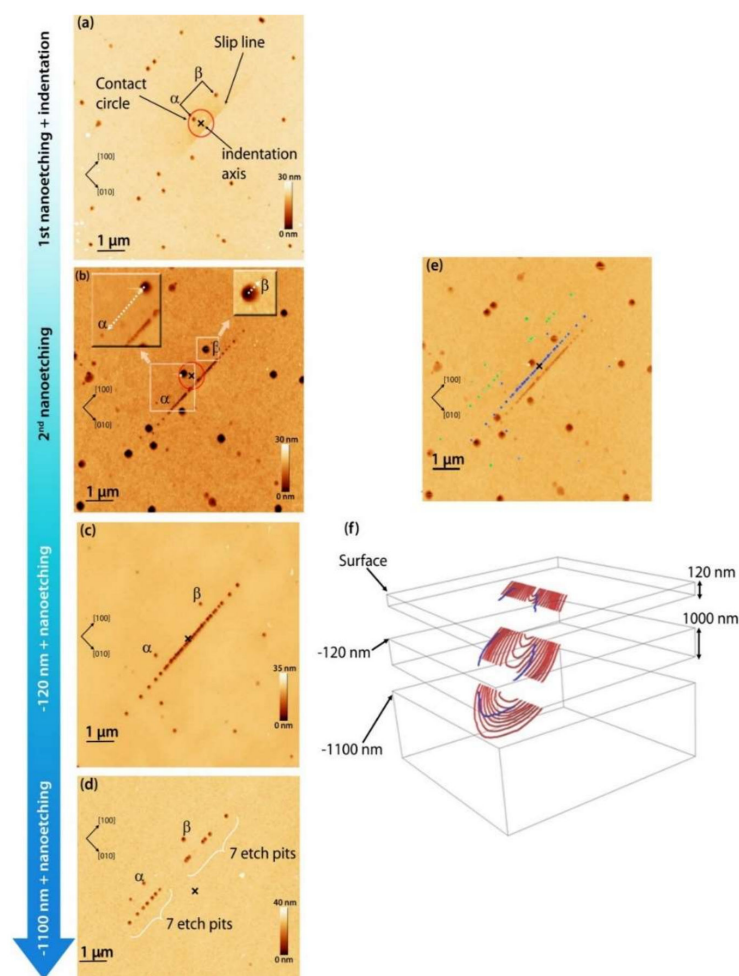 1st nanoetching + indentation
2nd nanoetching
-120 nm + nanoetching
-1100 nm + nanoetching
(a)
Slip line
β
α
Contact
circle
indentation
axis
[100]
[010]
30 nm
0 nm
1 µm
(b)
α
β
β
α
[100]
[010]
30 nm
0 nm
1 µm
(c)
β
α
[100]
[010]
35 nm
0 nm
1 µm
(d)
[100]
[010]
β
α
7 etch pits
7 etch pits
40 nm
0 nm
1 µm
(e)
[100]
[010]
1 µm
(f)
Surface
120 nm
1000 nm
-120 nm
-1100 nm